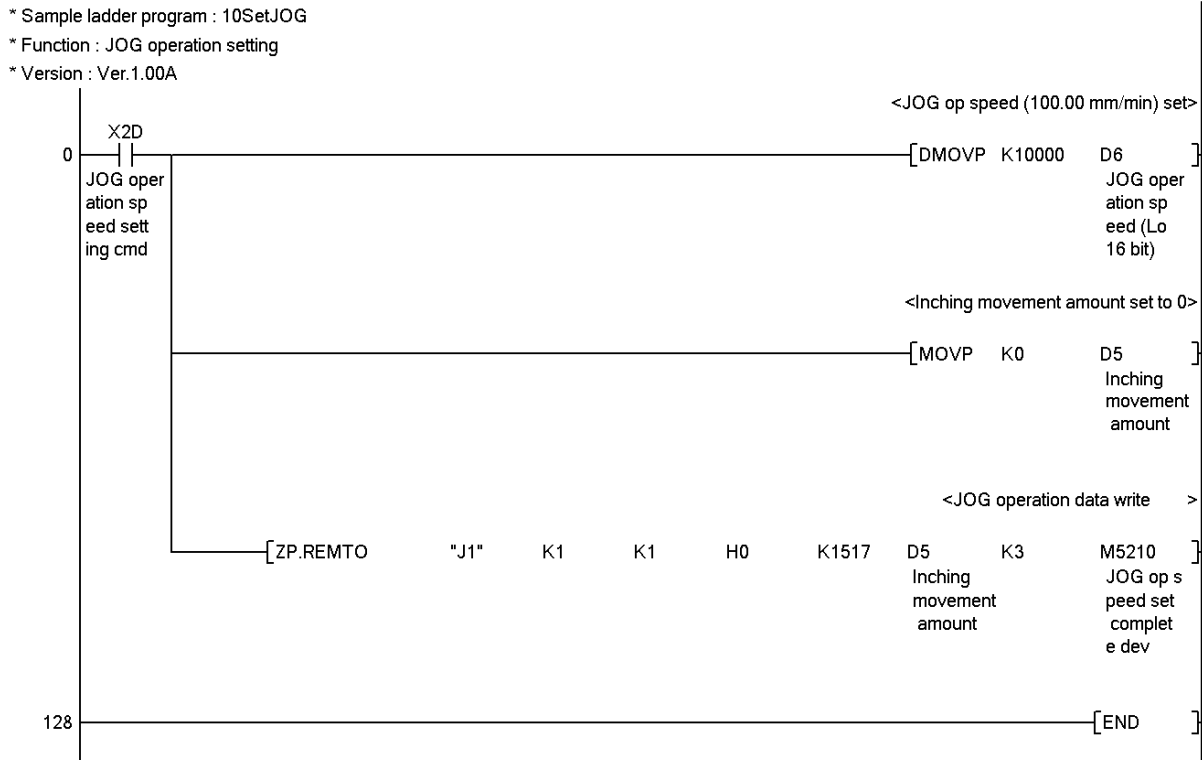 * Sample ladder program : 10SetJOG
* Function : JOG operation setting
* Version : Ver.1.00A
<JOG op speed (100.00 mm/min) set>
X2D
0
[DMOVP K10000 D6 ]
JOG oper
ation sp
eed sett
ing cmd
JOG oper
ation sp
eed (Lo
16 bit)
<Inching movement amount set to 0>
[MOVP K0 D5 ]
Inching
movement
amount
<JOG operation data write >
[ZP.REMTO "J1" K1 K1 H0 K1517 D5 K3 M5210 ]
Inching
movement
amount
JOG op s
peed set
complet
e dev
128
[END ]